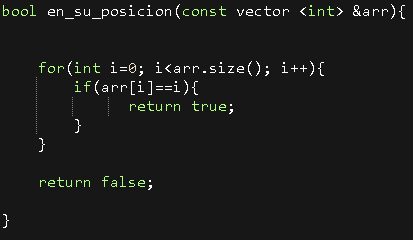 bool en_su_posicion(const vector <int> &arr){
for(int i=0; i<arr.size(); i++){
if(arr[i]==i){
return true;
}
}
return false;
}